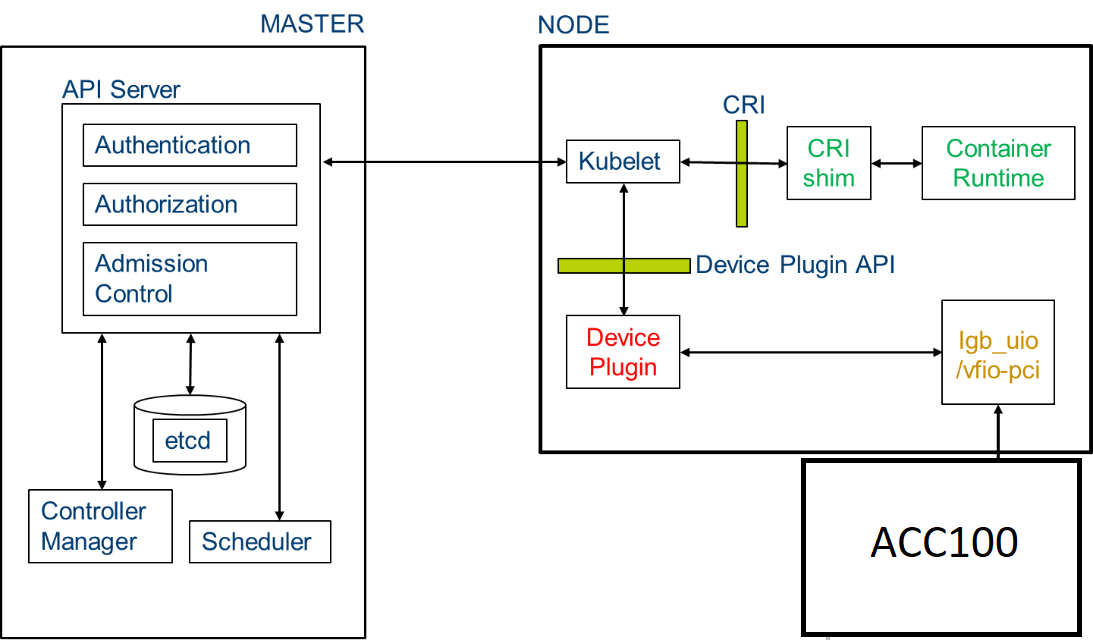 MASTER
API Server
Authentication
Authorization
Admission
Control
etcd
Controller
Manager
Scheduler
NODE
CRI
Kubelet
CRI
shim
Container
Runtime
Device Plugin API
Device
Plugin
Igb_uio
/vfio-pci
ACC100